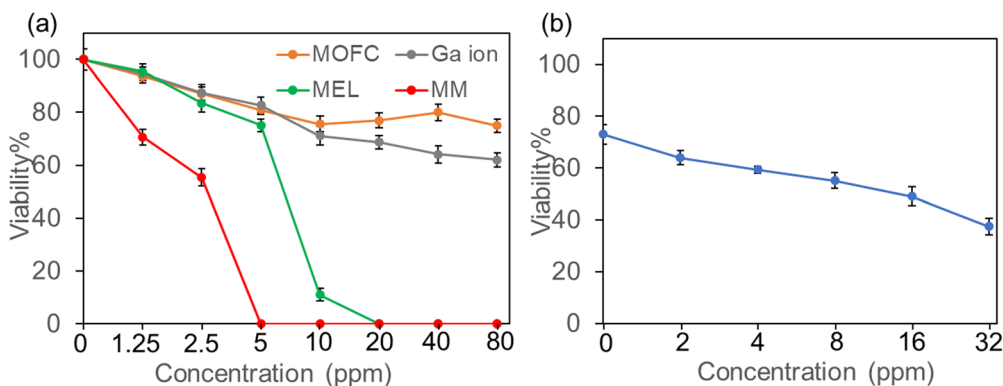 (a)
MOFC
Ga ion
MEL
MM
100
80
60
40
20
0
Viability%
0 1.25 2.5 5 10 20 40 80
Concentration (ppm)
(b)
100
80
60
40
20
0
Viability%
0 2 4 8 16 32
Concentration (ppm)